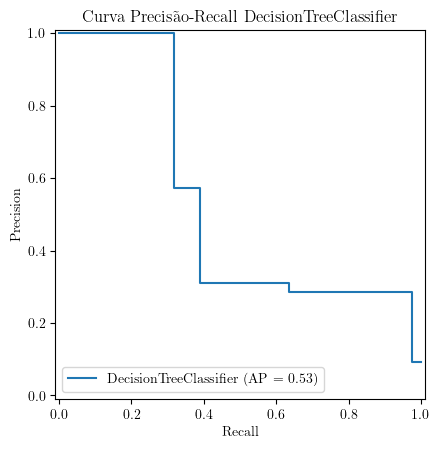 Curva Precisão-Recall DecisionTreeClassifier
1.0
0.8
0.6
0.4
0.2
0.0
Precision
DecisionTreeClassifier (AP = 0.53)
0.0 0.2 0.4 0.6 0.8 1.0
Recall